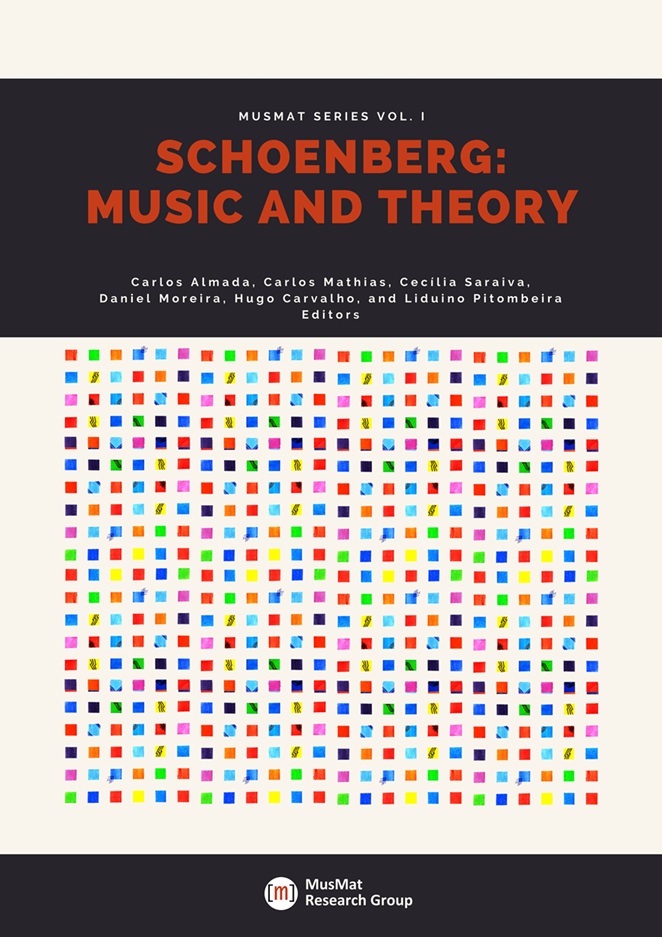 MUSMAT SERIES VOL. I
SCHOENBERG:
MUSIC AND THEORY
Carlos Almada, Carlos Mathias, Cecília Saraiva,
Daniel Moreira, Hugo Carvalho, and Liduino Pitombeira
Editors
[m] MusMat
Research Group